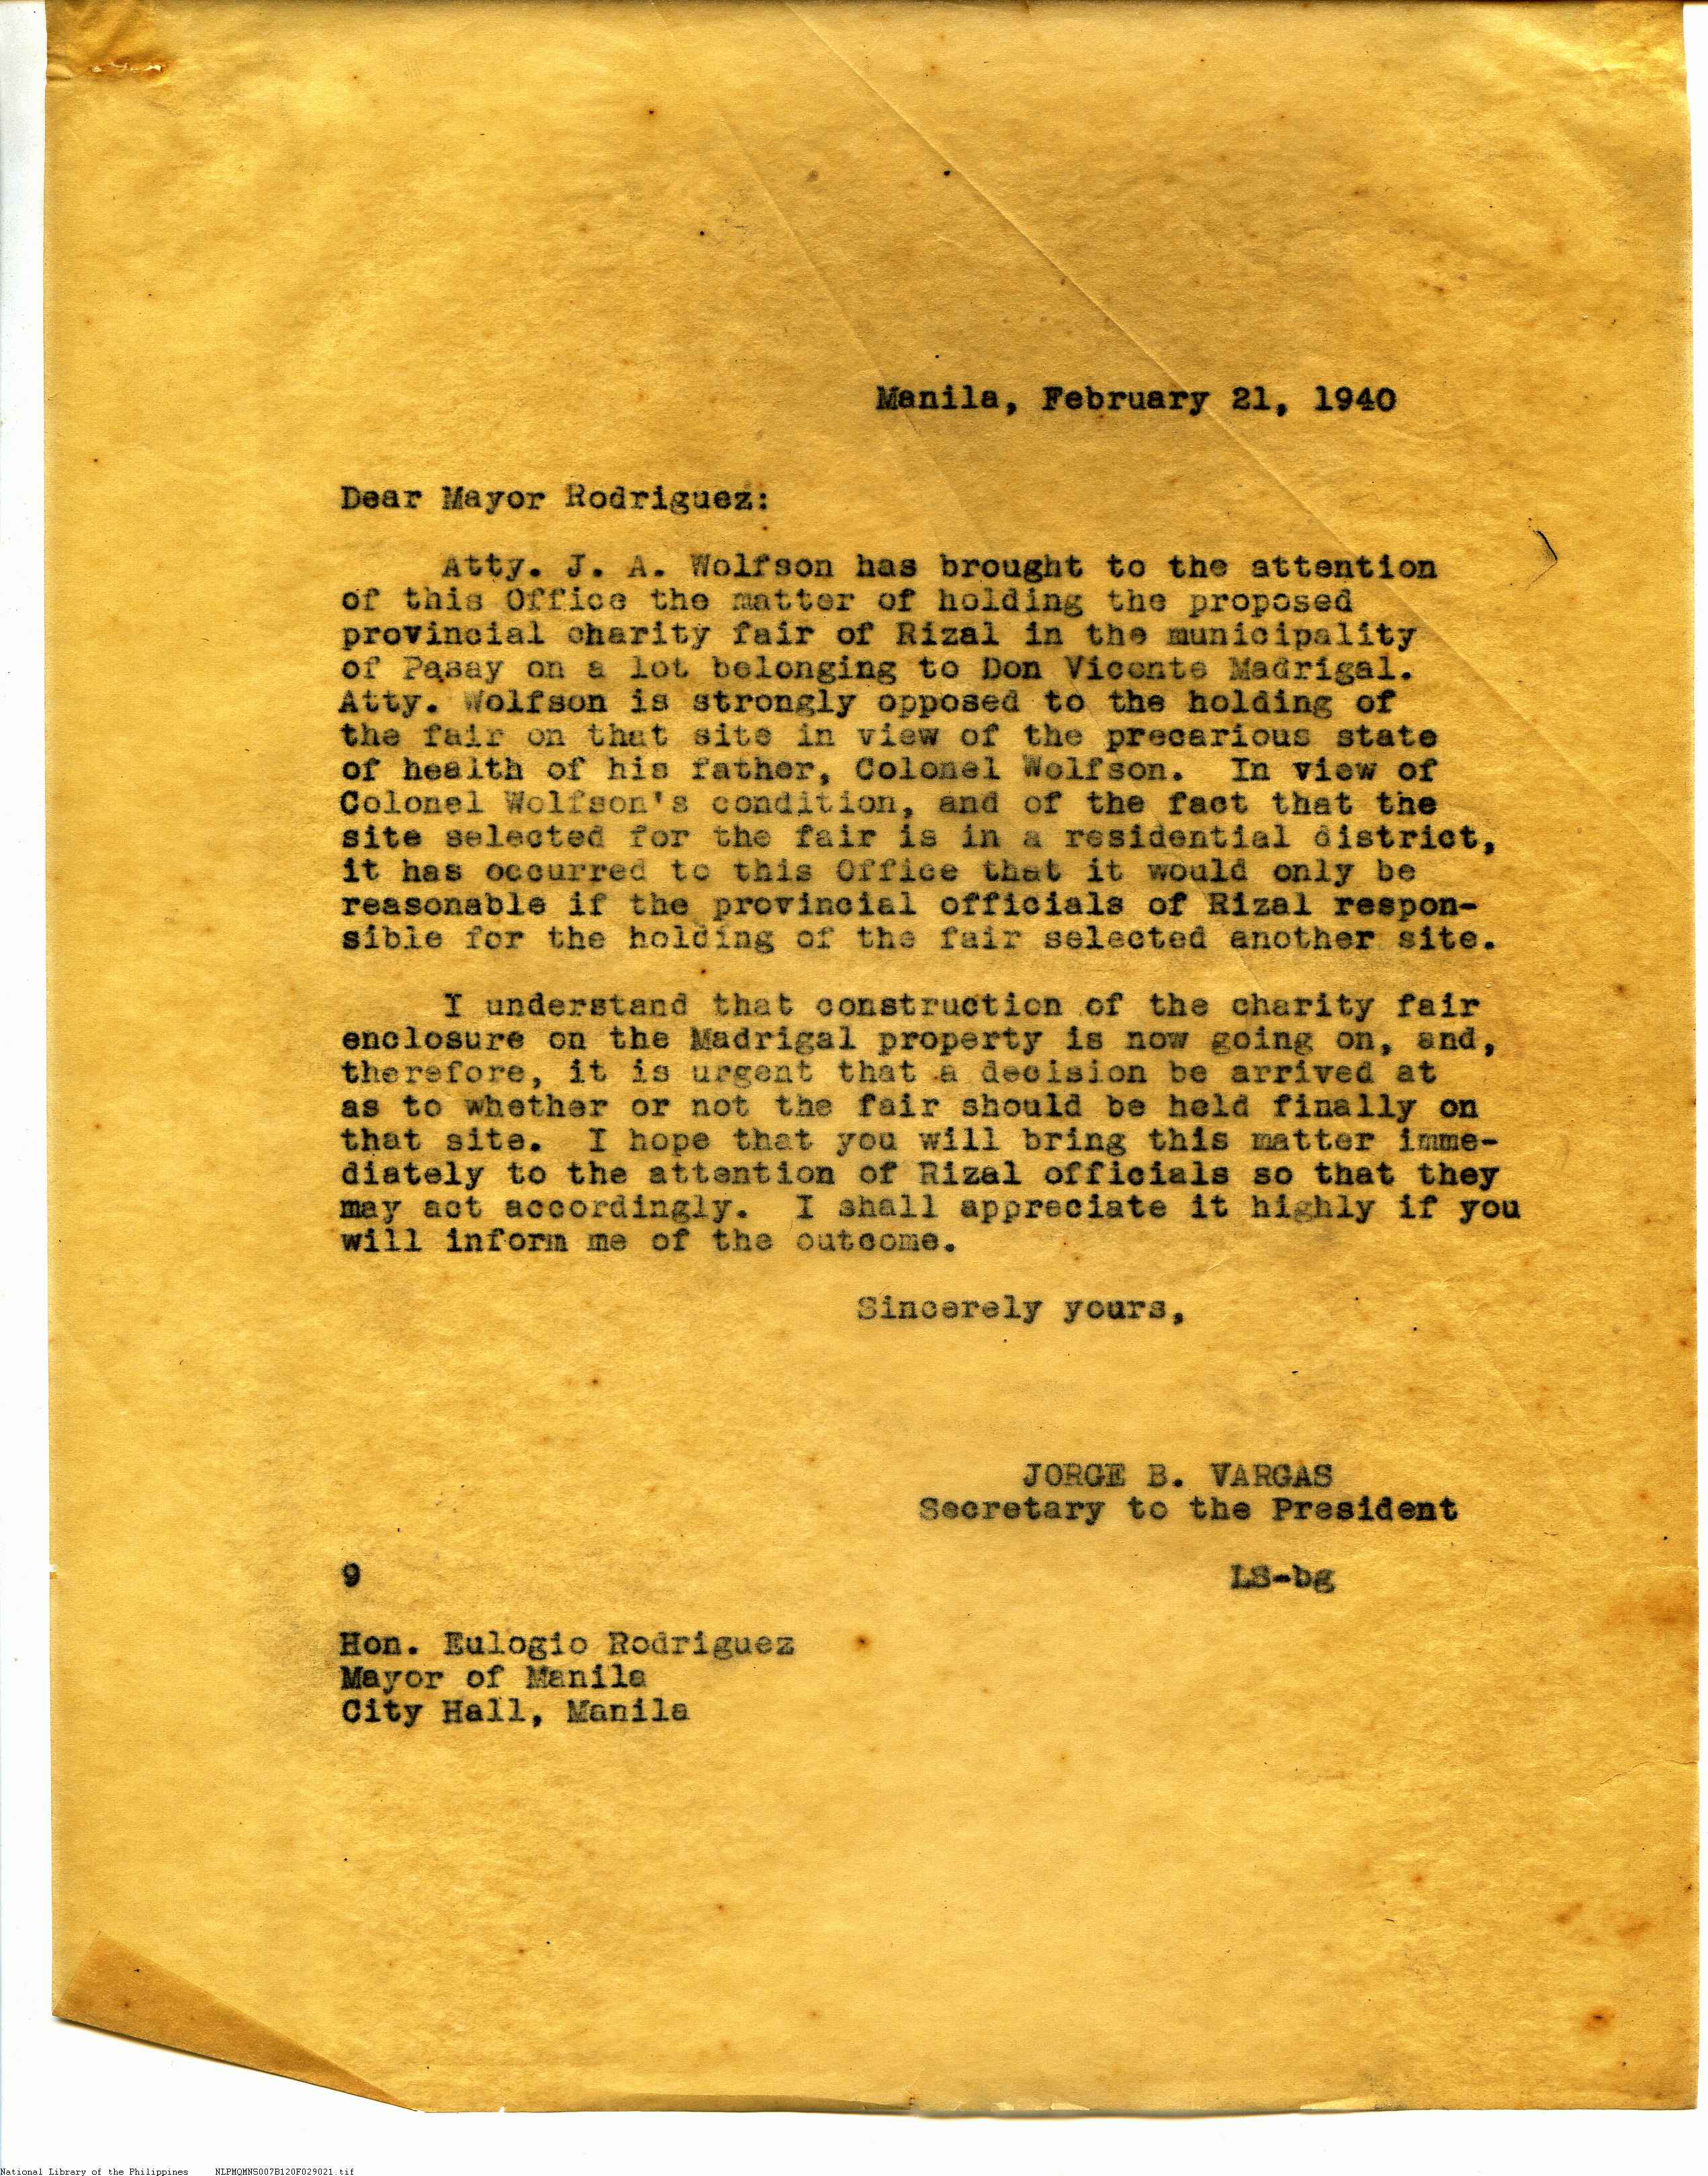 Manila, February 21, 1940
Dear Mayor Rodriguez:
Atty. J. A. Wolfson has brought to the attention
of this Office the matter of holding the proposed
provincial charity fair of Rizal in the municipality
of Pasay on a lot belonging to Don Vicente Madrigal.
Atty. Wolfson is strongly opposed to the holding of
the fair on that site in view of the precarious state
of health of his father, Colonel Wolfson. In view of
Colonel Wolfson's condition, and of the fact that the
site selected for the fair is in a residential district,
it has occurred to this Office that it would only be
reasonable if the provincial officials of Rizal respon-
sible for the holding of the fair selected another site.
I understand that construction of the charity fair
enclosure on the Madrigal property is now going on, and,
therefore, it is urgent that a decision be arrived at
as to whether or not the fair should be held finally on
that site. I hope that you will bring this matter imme-
diately to the attention of Rizal officials so that they
may act accordingly. I shall appreciate it highly if you
will inform me of the outcome.
Sincerely yours,
JORGE B. VARGAS
Secretary to the President
9 LS-bg
Hon. Eulogio Rodriguez
Mayor of Manila
City Hall, Manila
National Library of the Philippines NLPMQMNS007B120F029021.tif